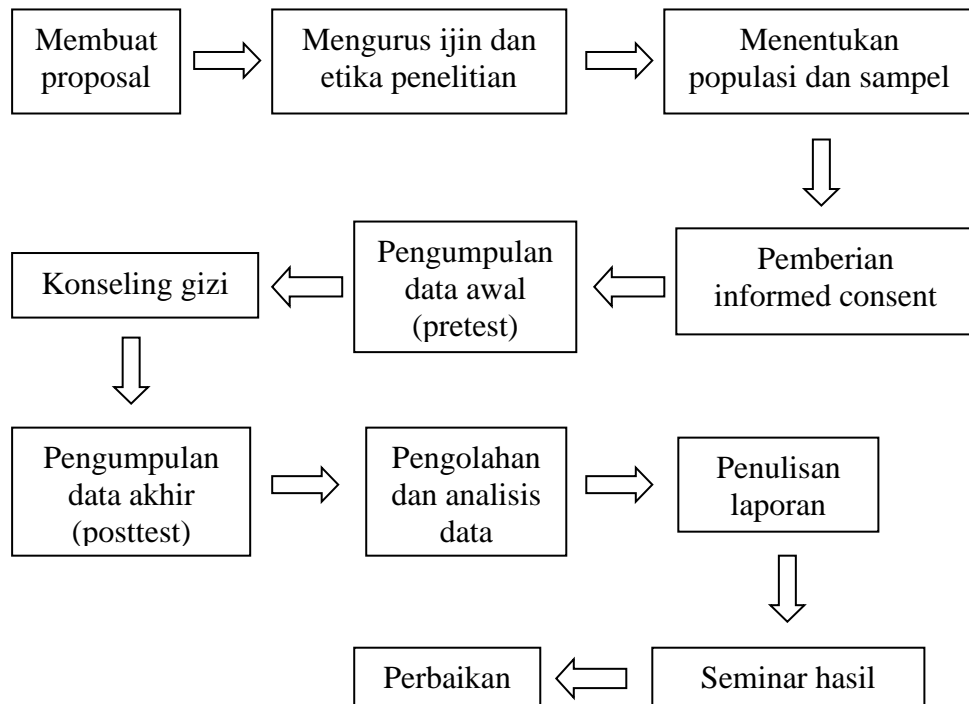 Membuat
proposal
Mengurus ijin dan
etika penelitian
Menentukan
populasi dan sampel
Pemberian
informed consent
Pengumpulan
data awal
(pretest)
Konseling gizi
Pengumpulan
data akhir
(posttest)
Pengolahan
dan analisis
data
Penulisan
laporan
Seminar hasil
Perbaikan